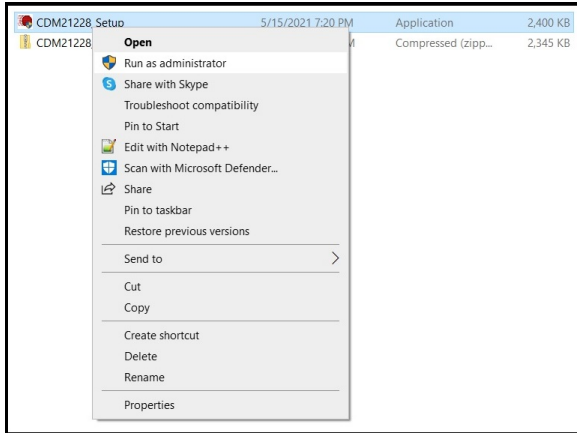 CDM21228_Setup 5/15/2021 7:20 PM Application 2,400 KB
CDM21228 M Compressed (zipp... 2,345 KB
Open
Run as administrator
Share with Skype
Troubleshoot compatibility
Pin to Start
Edit with Notepad++
Scan with Microsoft Defender...
Share
Pin to taskbar
Restore previous versions
Send to
Cut
Copy
Create shortcut
Delete
Rename
Properties